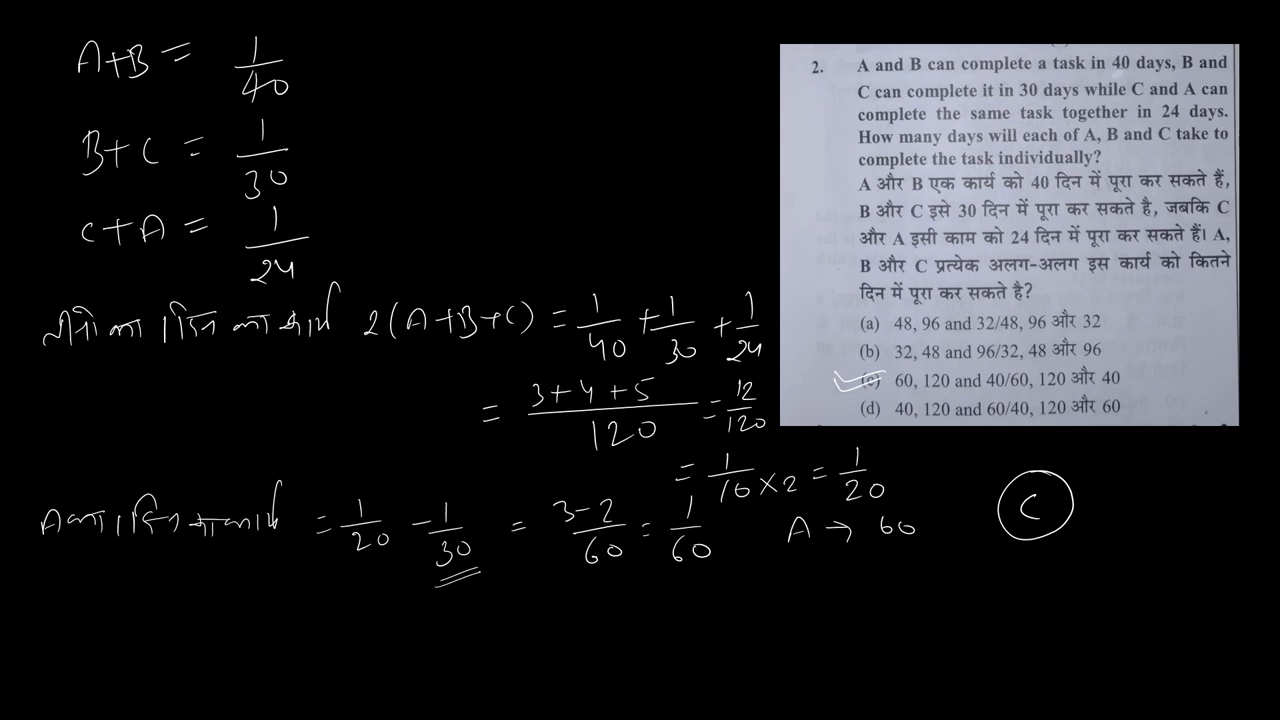 A+B = 1/40
B+C = 1/30
C+A = 1/24
तीनो का 1 दिन का कार्य 2(A+B+C) = 1/40 + 1/30 + 1/24
= 3+4+5/120 = 12/120
= 1/10×2 = 1/20
A का 1 दिन का कार्य = 1/20 - 1/30 = 3-2/60 = 1/60 A → 60
C
2. A and B can complete a task in 40 days, B and
C can complete it in 30 days while C and A can
complete the same task together in 24 days.
How many days will each of A, B and C take to
complete the task individually?
A और B एक कार्य को 40 दिन में पूरा कर सकते हैं,
B और C इसे 30 दिन में पूरा कर सकते है, जबकि C
और A इसी काम को 24 दिन में पूरा कर सकते हैं। A,
B और C प्रत्येक अलग-अलग इस कार्य को कितने
दिन में पूरा कर सकते है?
(a) 48, 96 and 32/48, 96 और 32
(b) 32, 48 and 96/32, 48 और 96
(c) 60, 120 and 40/60, 120 और 40
(d) 40, 120 and 60/40, 120 और 60